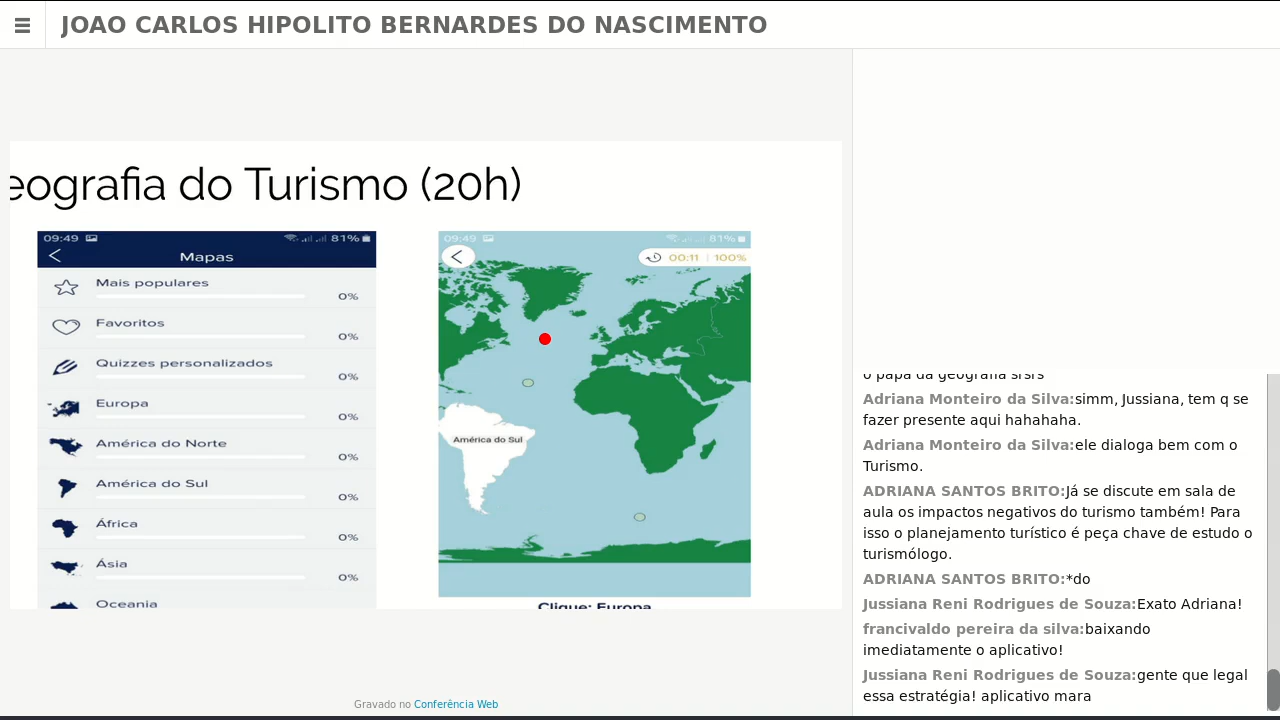 JOAO CARLOS HIPOLITO BERNARDES DO NASCIMENTO
eografia do Turismo (20h)
09:49 81%
Mapas
Mais populares
0%
Favoritos
0%
Quizzes personalizados
0%
Europa
0%
América do Norte
0%
América do Sul
0%
África
0%
Ásia
0%
Oceania
09:49 81%
00:11 | 100%
América do Sul
Clique: Europa
o papa da geografia srsrs
Adriana Monteiro da Silva:simm, Jussiana, tem q se
fazer presente aqui hahahaha.
Adriana Monteiro da Silva:ele dialoga bem com o
Turismo.
ADRIANA SANTOS BRITO:Já se discute em sala de
aula os impactos negativos do turismo também! Para
isso o planejamento turístico é peça chave de estudo o
turismólogo.
ADRIANA SANTOS BRITO:*do
Jussiana Reni Rodrigues de Souza:Exato Adriana!
francivaldo pereira da silva:baixando
imediatamente o aplicativo!
Jussiana Reni Rodrigues de Souza:gente que legal
essa estratégia! aplicativo mara
Gravado no Conferência Web